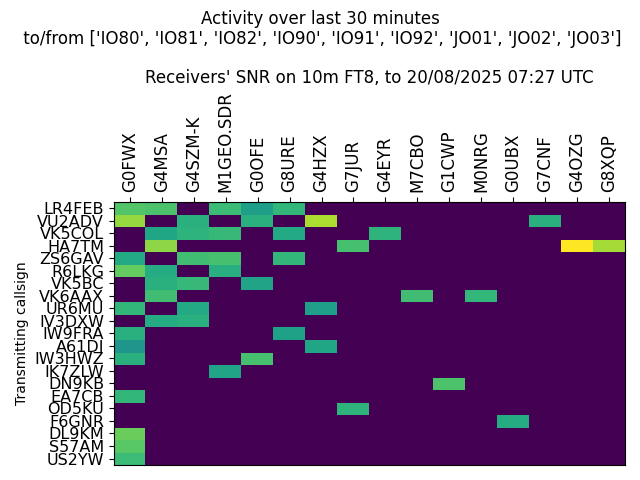 Activity over last 30 minutes
to/from ['IO80', 'IO81', 'IO82', 'IO90', 'IO91', 'IO92', 'JO01', 'JO02', 'JO03']
Receivers' SNR on 10m FT8, to 20/08/2025 07:27 UTC
G0FWX
G4MSA
G4SZM-K
M1GEO.SDR
G0OFE
G8URE
G4HZX
G7JUR
G4EYR
M7CBO
G1CWP
M0NRG
G0UBX
G7CNF
G4OZG
G8XQP
Transmitting callsign
LR4FEB
VU2ADV
VK5COL
HA7TM
ZS6GAV
R6LKG
VK5BC
VK6AAX
UR6MU
IV3DXW
IW9FRA
A61DJ
IW3HWZ
IK7ZLW
DN9KB
EA7CB
OD5KU
F6GNR
DL9KM
S57AM
US2YW